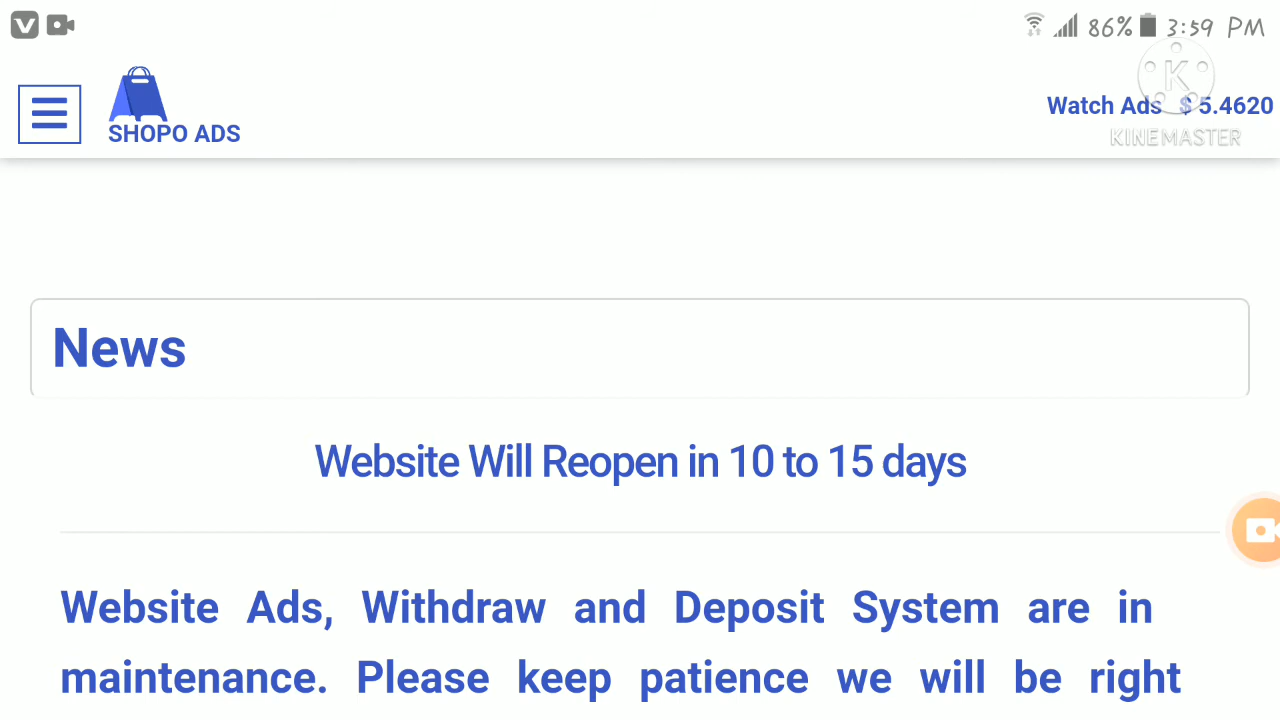 86% 3:59 PM
SHOPO ADS
Watch Ads $ 5.4620
KINEMASTER
News
Website Will Reopen in 10 to 15 days
Website Ads, Withdraw and Deposit System are in
maintenance. Please keep patience we will be right